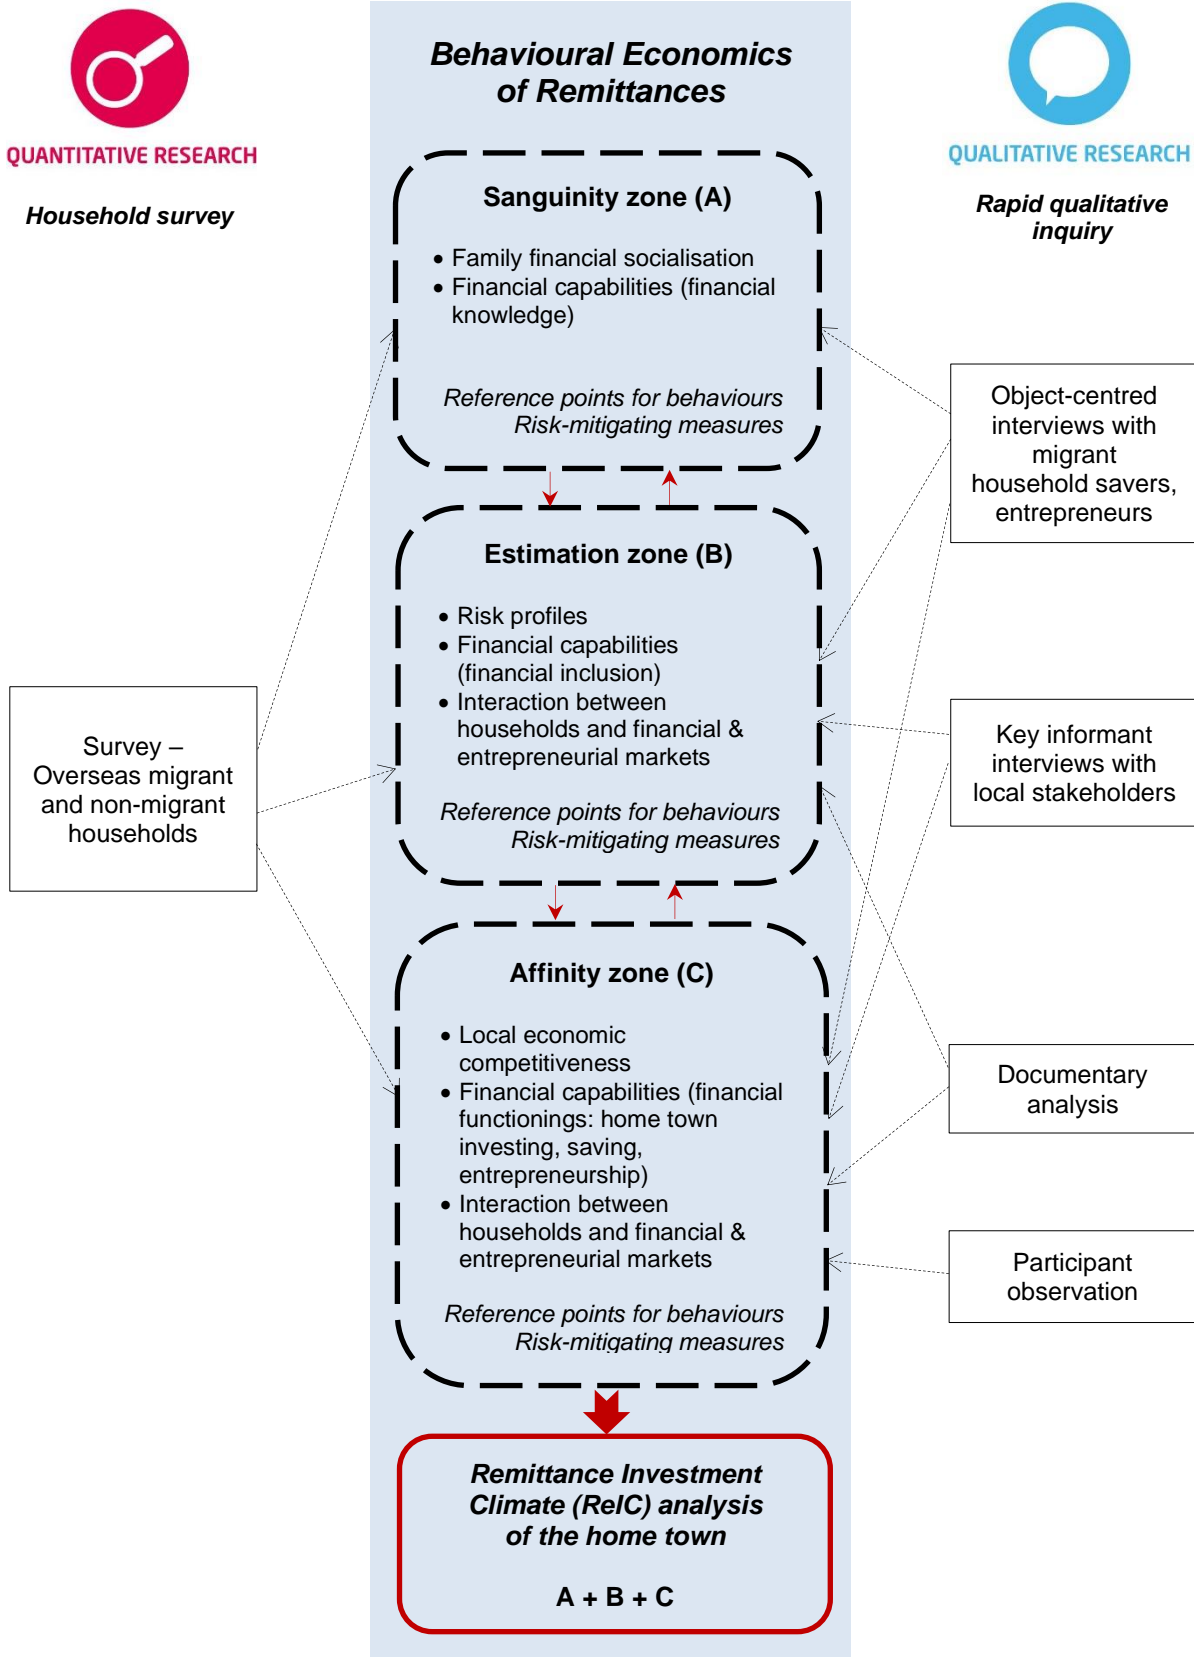 QUANTITATIVE RESEARCH
Household survey
Survey –
Overseas migrant
and non-migrant
households
Behavioural Economics
of Remittances
Sanguinity zone (A)
• Family financial socialisation
• Financial capabilities (financial
knowledge)
Reference points for behaviours
Risk-mitigating measures
Estimation zone (B)
• Risk profiles
• Financial capabilities
(financial inclusion)
• Interaction between
households and financial &
entrepreneurial markets
Reference points for behaviours
Risk-mitigating measures
Affinity zone (C)
• Local economic
competitiveness
• Financial capabilities (financial
functionings: home town
investing, saving,
entrepreneurship)
• Interaction between
households and financial &
entrepreneurial markets
Reference points for behaviours
Risk-mitigating measures
Remittance Investment
Climate (ReIC) analysis
of the home town
A + B + C
QUALITATIVE RESEARCH
Rapid qualitative
inquiry
Object-centred
interviews with
migrant
household savers,
entrepreneurs
Key informant
interviews with
local stakeholders
Documentary
analysis
Participant
observation